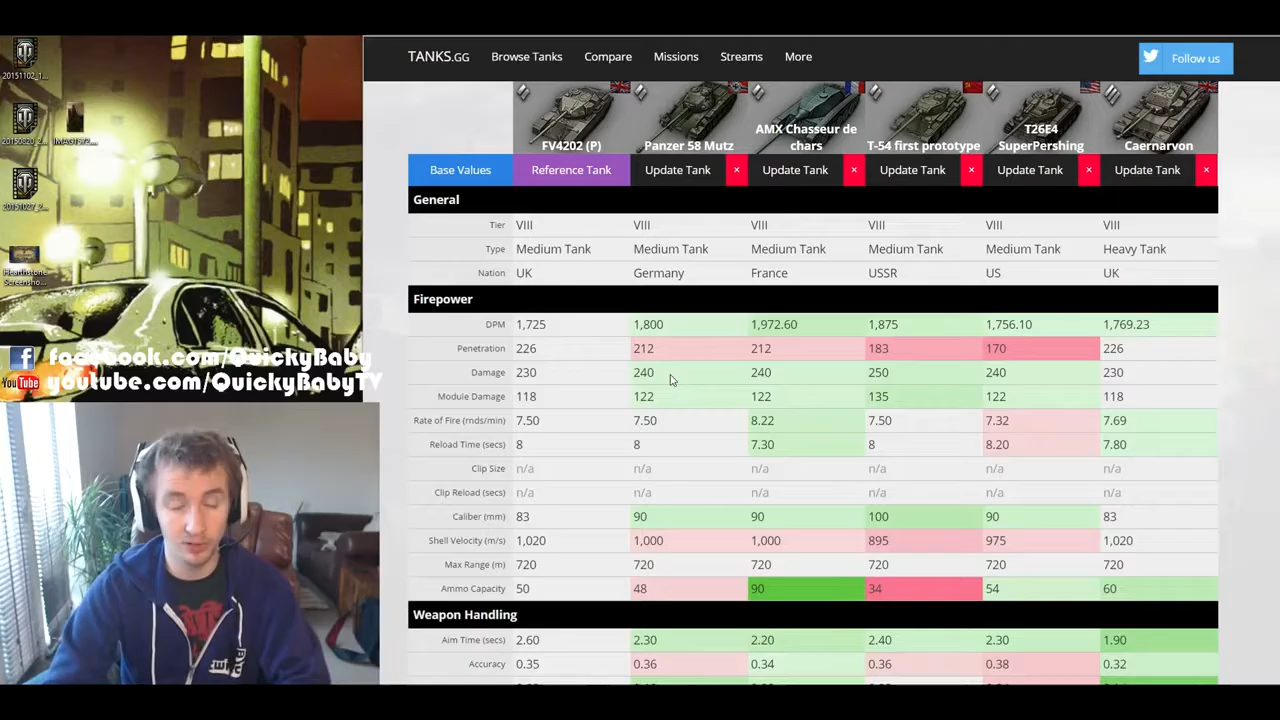 20151102_1...
20150820_2...
IMAG1572...
20151027_2...
Hearthstone
Screensho...
facebook.com/QuickyBaby
youtube.com/QuickyBabyTV
TANKS.GG Browse Tanks Compare Missions Streams More Follow us
FV4202 (P) Panzer 58 Mutz AMX Chasseur de chars T-54 first prototype T26E4 SuperPershing Caernarvon
Base Values Reference Tank Update Tank × Update Tank × Update Tank × Update Tank × Update Tank ×
General
Tier VIII VIII VIII VIII VIII VIII
Type Medium Tank Medium Tank Medium Tank Medium Tank Medium Tank Heavy Tank
Nation UK Germany France USSR US UK
Firepower
DPM 1,725 1,800 1,972.60 1,875 1,756.10 1,769.23
Penetration 226 212 212 183 170 226
Damage 230 240 240 250 240 230
Module Damage 118 122 122 135 122 118
Rate of Fire (rnds/min) 7.50 7.50 8.22 7.50 7.32 7.69
Reload Time (secs) 8 8 7.30 8 8.20 7.80
Clip Size n/a n/a n/a n/a n/a n/a
Clip Reload (secs) n/a n/a n/a n/a n/a n/a
Caliber (mm) 83 90 90 100 90 83
Shell Velocity (m/s) 1,020 1,000 1,000 895 975 1,020
Max Range (m) 720 720 720 720 720 720
Ammo Capacity 50 48 90 34 54 60
Weapon Handling
Aim Time (secs) 2.60 2.30 2.20 2.40 2.30 1.90
Accuracy 0.35 0.36 0.34 0.36 0.38 0.32